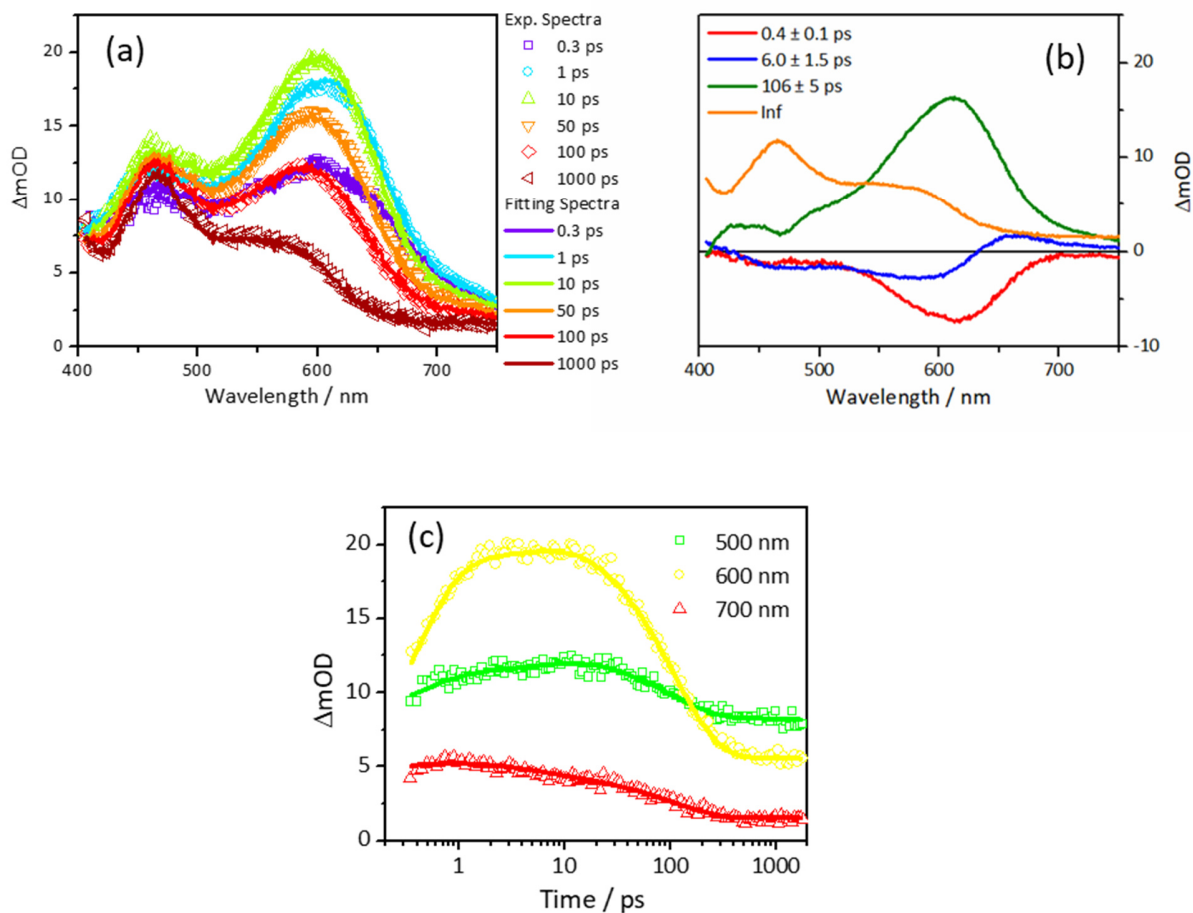 (a)
ΔmOD
20
15
10
5
0
400
500
600
700
Wavelength / nm
Exp. Spectra
0.3 ps
1 ps
10 ps
50 ps
100 ps
1000 ps
Fitting Spectra
0.3 ps
1 ps
10 ps
50 ps
100 ps
1000 ps
(b)
0.4 ± 0.1 ps
6.0 ± 1.5 ps
106 ± 5 ps
Inf
20
10
0
-10
ΔmOD
400
500
600
700
Wavelength / nm
(c)
500 nm
600 nm
700 nm
ΔmOD
20
15
10
5
0
1
10
100
1000
Time / ps